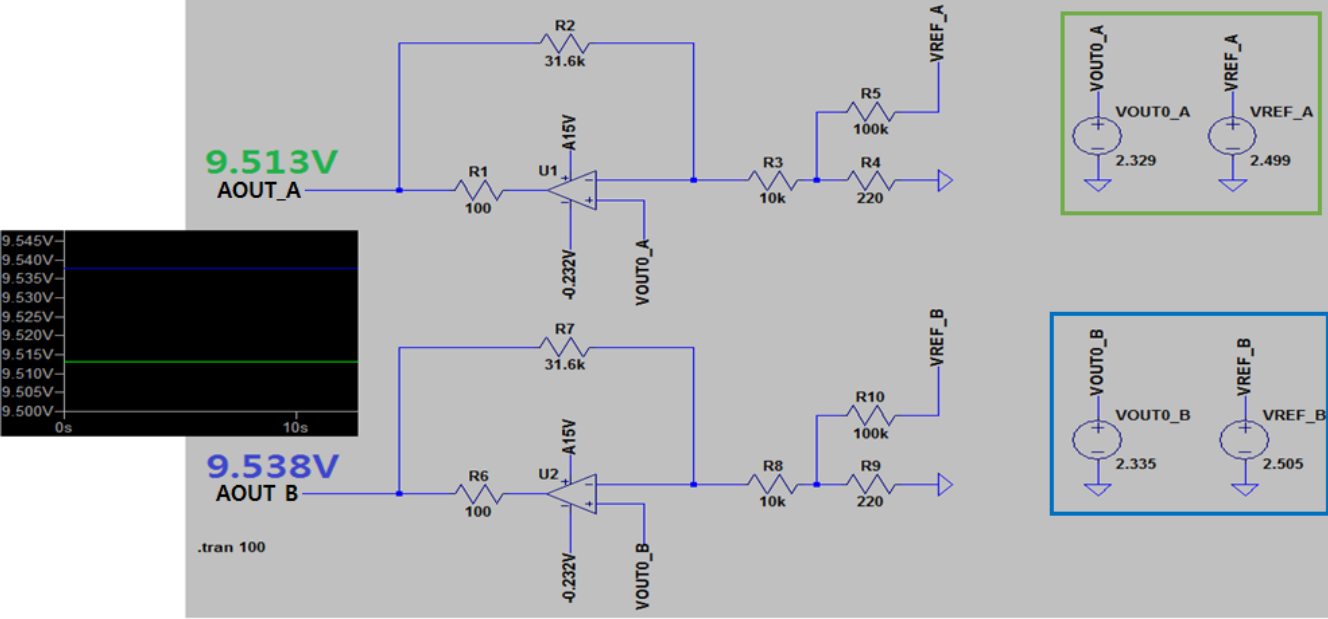 R2
31.6k
VREF_A
R5
100k
A15V
U1
R1
100
9.513V
AOUT_A
R3
10k
R4
220
-0.232V
VOUT0_A
VOUT0_A
VREF_A
VOUT0_A
2.329
VREF_A
2.499
9.545V
9.540V
9.535V
9.530V
9.525V
9.520V
9.515V
9.510V
9.505V
9.500V
0s
10s
R7
31.6k
VREF_B
R10
100k
A15V
U2
R6
100
9.538V
AOUT B
R8
10k
R9
220
-0.232V
VOUT0_B
VOUT0_B
VREF_B
VOUT0_B
2.335
VREF_B
2.505
.tran 100